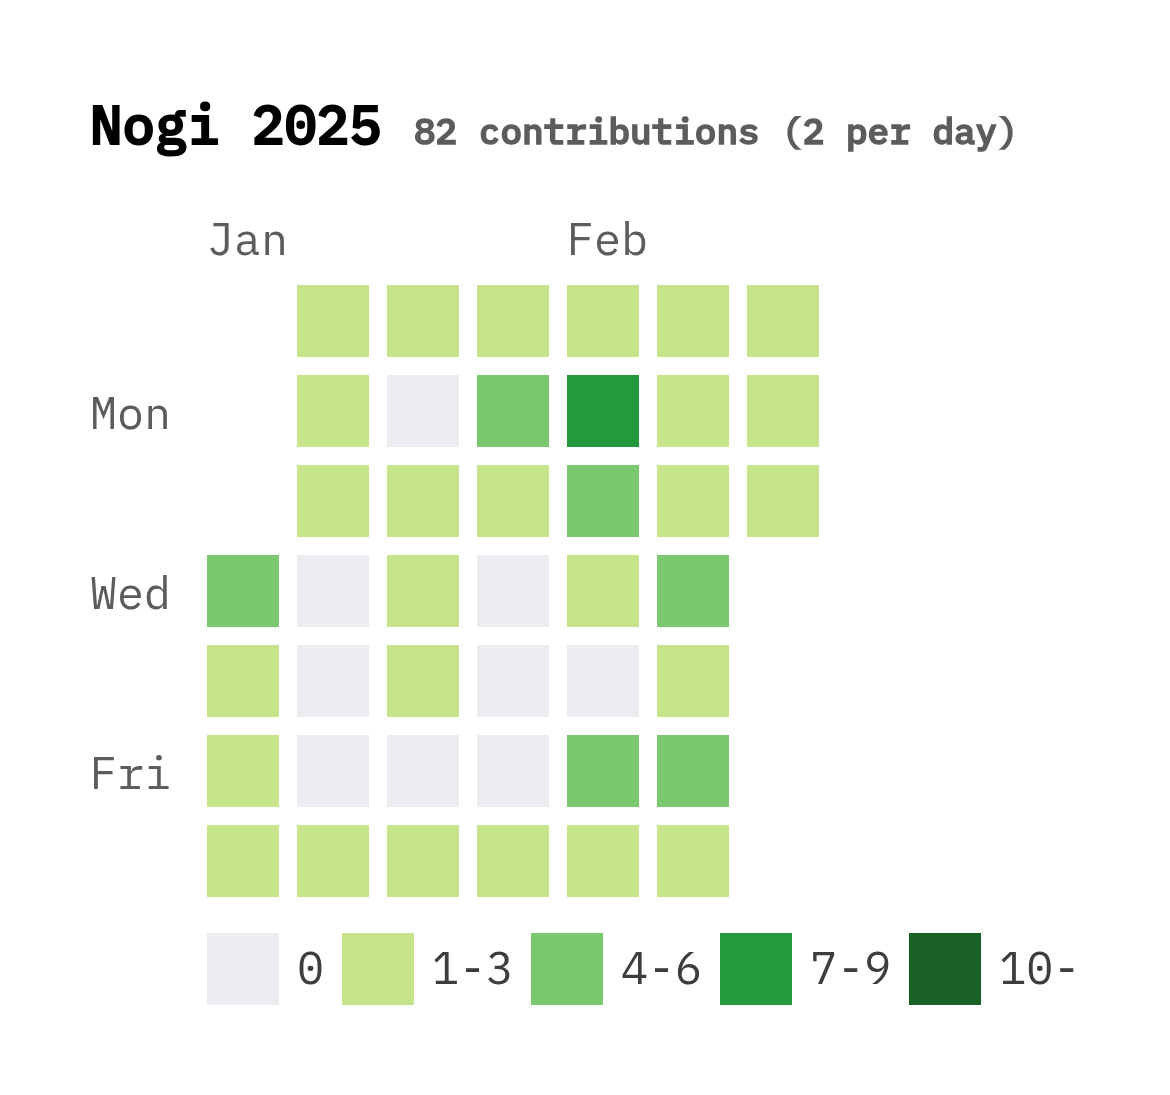 Nogi 2025 82 contributions (2 per day)
Jan Feb
Mon
Wed
Fri
0 1-3 4-6 7-9 10-